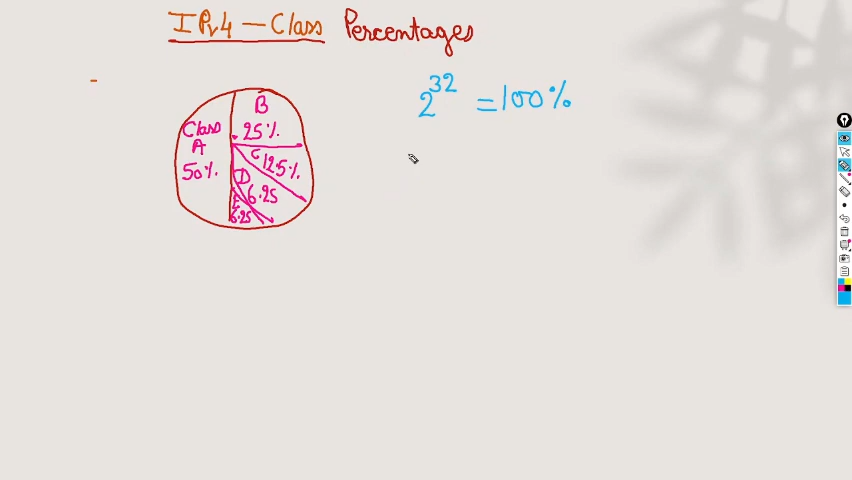 IPv4 - Class Percentages
Class
A
50%
B
25%
C 12.5%
D
6.25
E
6.25
2^32 = 100%